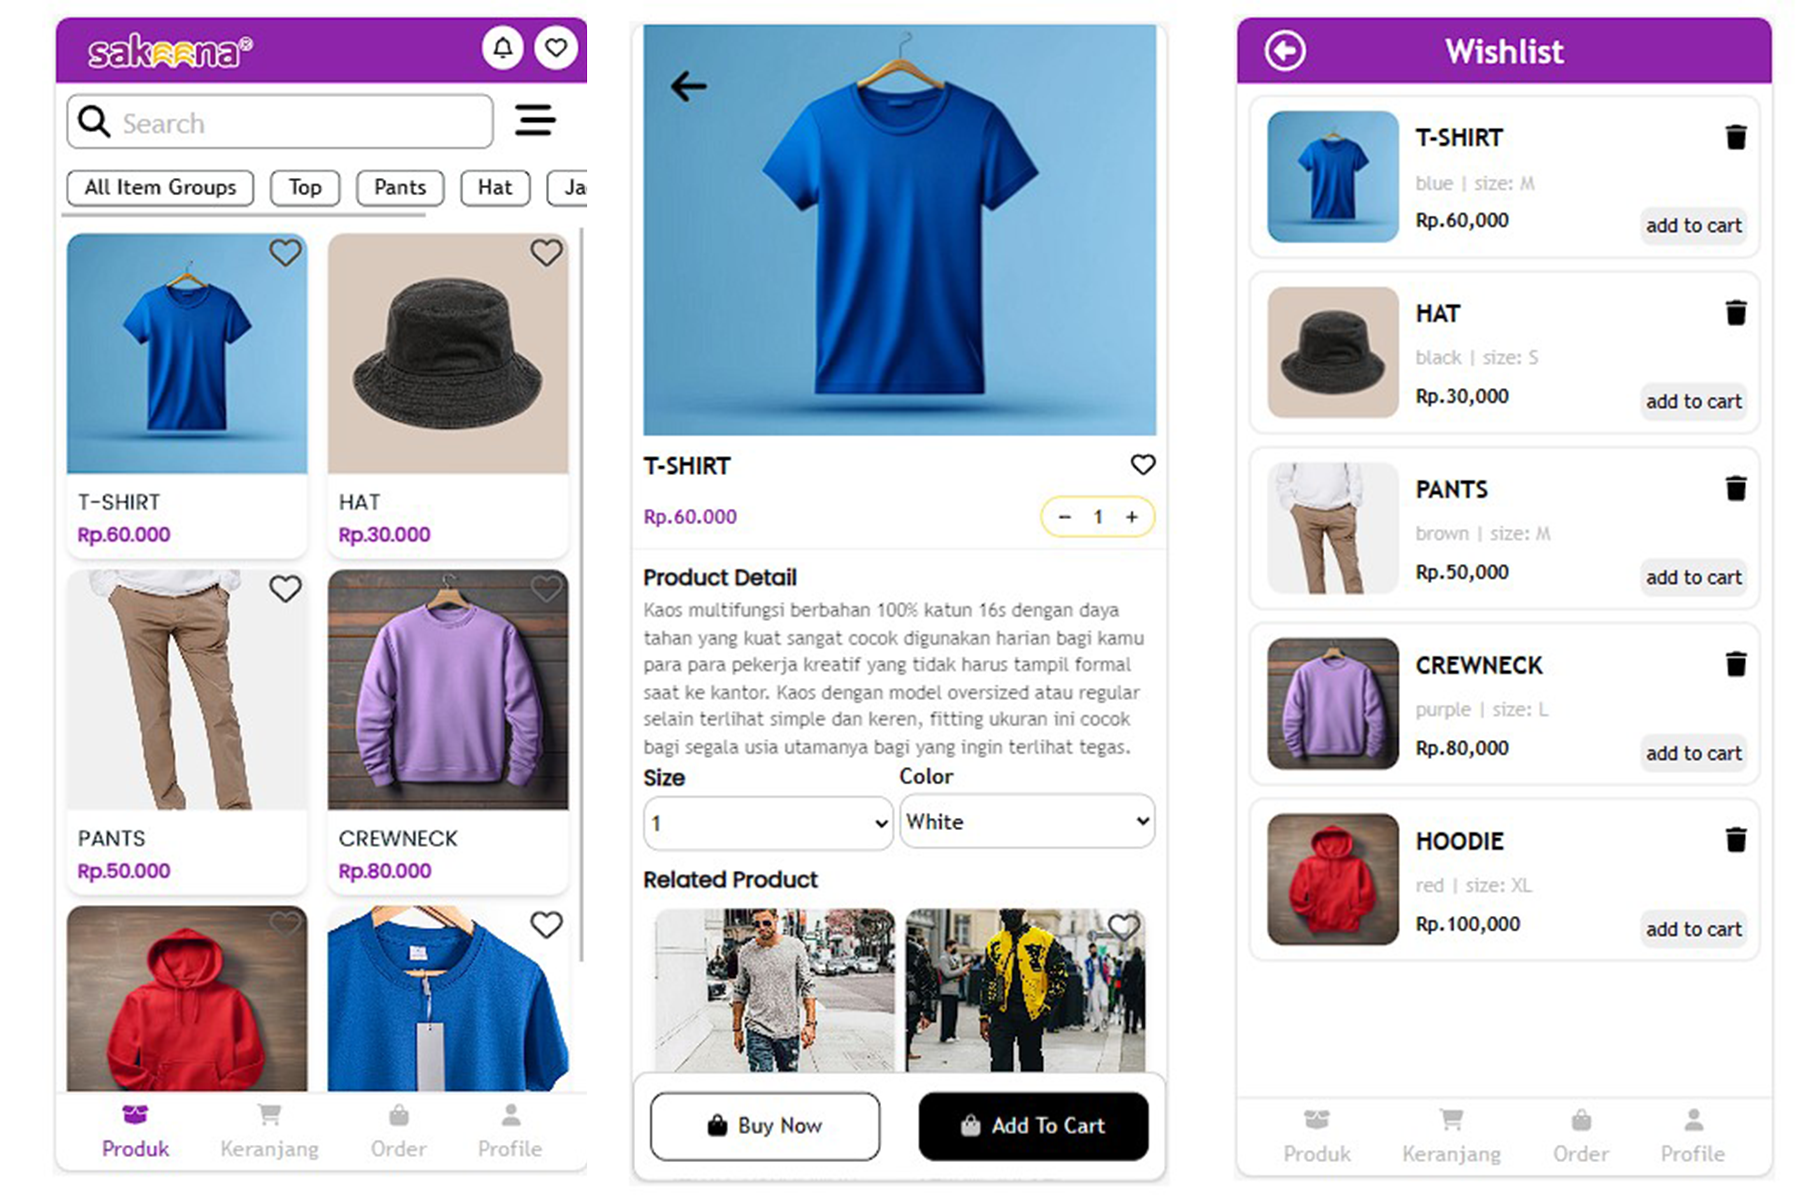 sakeena®
Search
All Item Groups
Top
Pants
Hat
Ja
T-SHIRT
Rp.60.000
HAT
Rp.30.000
PANTS
Rp.50.000
CREWNECK
Rp.80.000
Produk
Keranjang
Order
Profile
T-SHIRT
Rp.60.000
− 1 +
Product Detail
Kaos multifungsi berbahan 100% katun 16s dengan daya
tahan yang kuat sangat cocok digunakan harian bagi kamu
para para pekerja kreatif yang tidak harus tampil formal
saat ke kantor. Kaos dengan model oversized atau regular
selain terlihat simple dan keren, fitting ukuran ini cocok
bagi segala usia utamanya bagi yang ingin terlihat tegas.
Size
Color
1
White
Related Product
Buy Now
Add To Cart
Wishlist
T-SHIRT
blue | size: M
Rp.60,000
add to cart
HAT
black | size: S
Rp.30,000
add to cart
PANTS
brown | size: M
Rp.50,000
add to cart
CREWNECK
purple | size: L
Rp.80,000
add to cart
HOODIE
red | size: XL
Rp.100,000
add to cart
Produk
Keranjang
Order
Profile